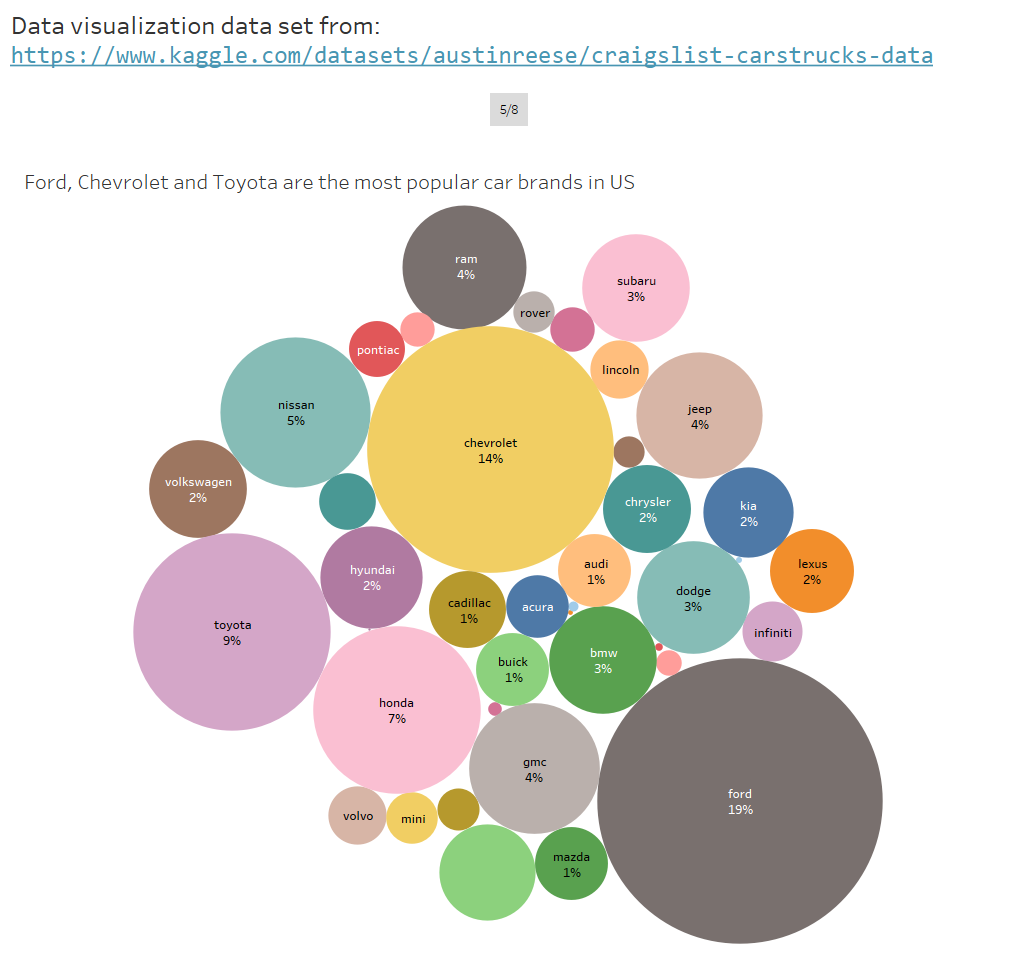 Data visualization data set from:
https://www.kaggle.com/datasets/austinreese/craigslist-carstrucks-data
5/8
Ford, Chevrolet and Toyota are the most popular car brands in US
ram
4%
subaru
3%
rover
pontiac
lincoln
nissan
5%
jeep
4%
chevrolet
14%
volkswagen
2%
chrysler
2%
kia
2%
hyundai
2%
audi
1%
lexus
2%
cadillac
1%
acura
dodge
3%
toyota
9%
infiniti
buick
1%
bmw
3%
honda
7%
gmc
4%
ford
19%
volvo
mini
mazda
1%